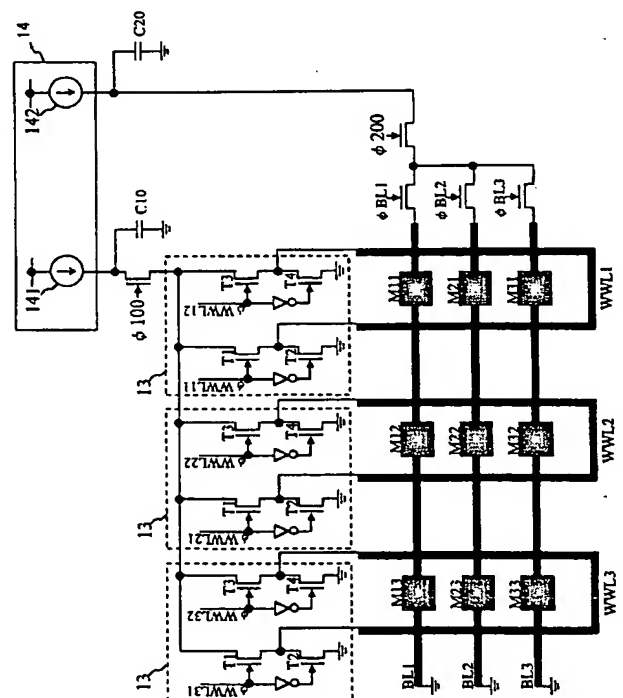 14
142
C20
141
C10
φ 200
φ 100
φ BL1
φ BL2
φ BL3
13
13
13
φ WWL31
φ WWL32
φ WWL21
φ WWL22
φ WWL11
φ WWL12
T1
T3
T1
T3
T1
T3
T2
T4
T2
T4
T2
T4
M13
M12
M11
M23
M22
M21
M33
M32
M31
BL1
BL2
BL3
WWL3
WWL2
WWL1